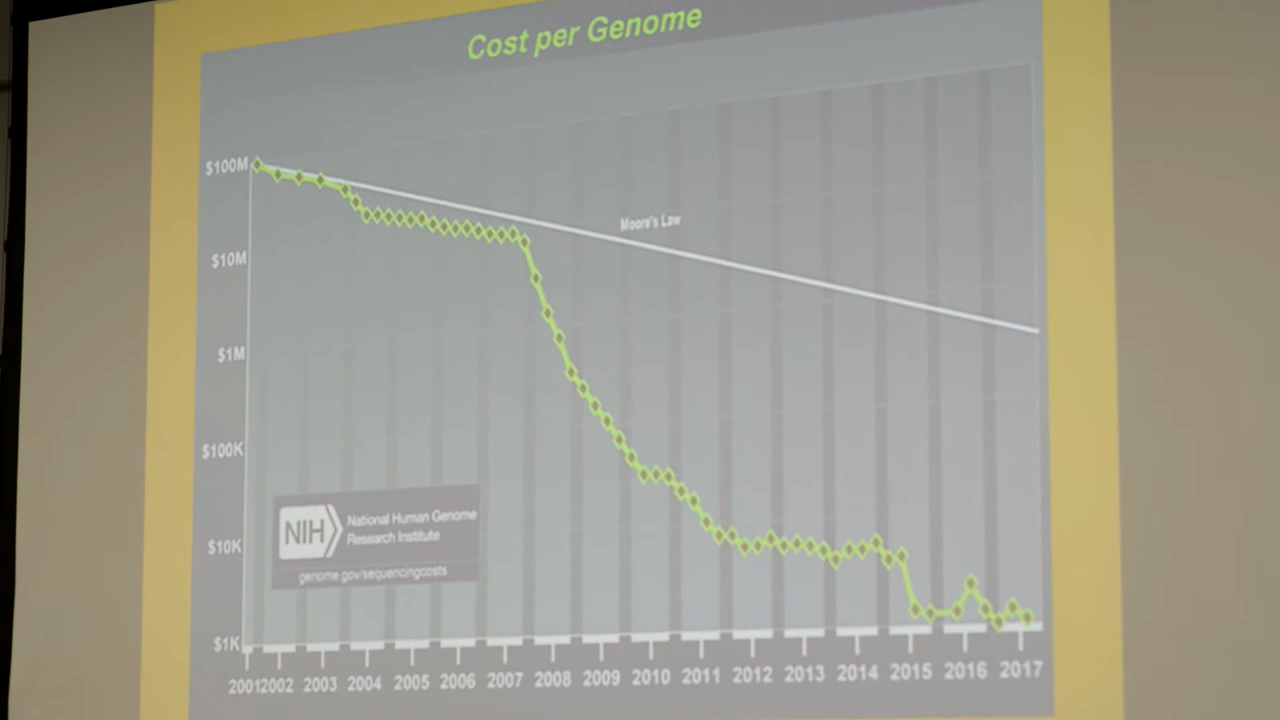 Cost per Genome
$100M
Moore's Law
$10M
$1M
$100K
NIH
National Human Genome
Research Institute
$10K
genome.gov/sequencingcosts
$1K
2001 2002 2003 2004 2005 2006 2007 2008 2009 2010 2011 2012 2013 2014 2015 2016 2017